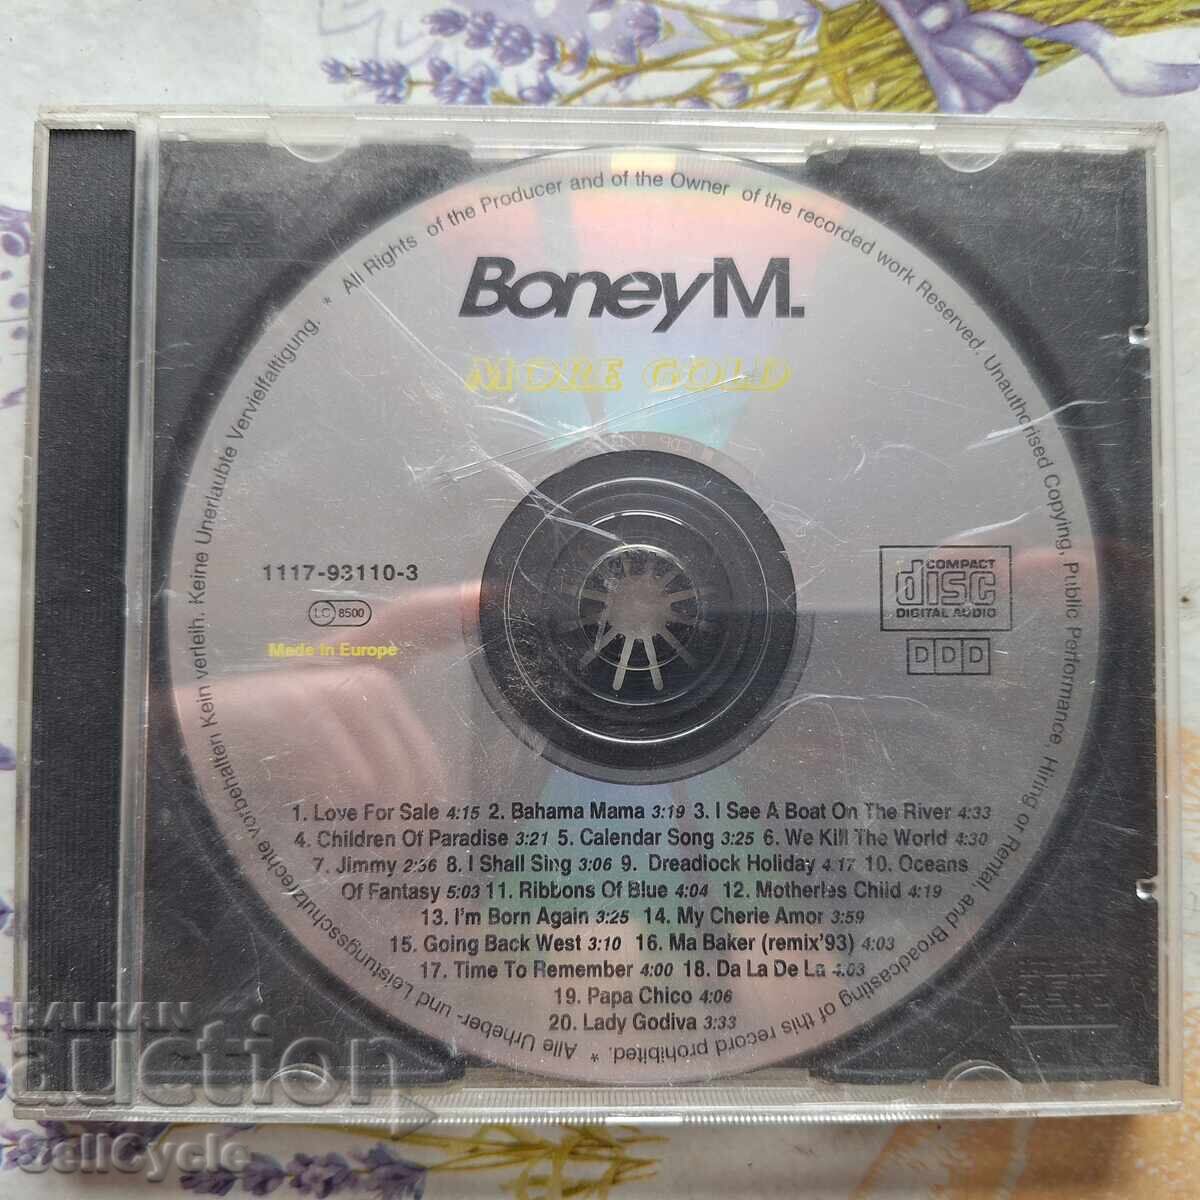 * All Rights of the Producer and of the Owner of the recorded work Reserved. Unauthorised Copying, Public Performance, Hiring or Rental, and Broadcasting of this record prohibited. * Alle Urheber- und Leistungsschutzrechte vorbehalten Kein verleih. Keine Unerlaubte Vervielfaltigung.
Boney M.
MORE GOLD
1117-93110-3
LC 8500
Made in Europe
COMPACT
disc
DIGITAL AUDIO
DDD
1. Love For Sale 4:15 2. Bahama Mama 3:19 3. I See A Boat On The River 4:33
4. Children Of Paradise 3:21 5. Calendar Song 3:25 6. We Kill The World 4:30
7. Jimmy 2:36 8. I Shall Sing 3:06 9. Dreadlock Holiday 4.17 10. Oceans
Of Fantasy 5:03 11. Ribbons Of Blue 4:04 12. Motherles Child 4:19
13. I'm Born Again 3:25 14. My Cherie Amor 3:59
15. Going Back West 3:10 16. Ma Baker (remix'93) 4:03
17. Time To Remember 4:00 18. Da La De La 4.03
19. Papa Chico 4:06
20. Lady Godiva 3:33
BALKAN
auction
SellCycle